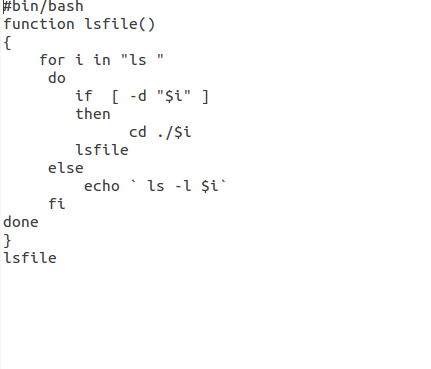 #bin/bash
function lsfile()
{
    for i in "ls "
     do
        if  [ -d "$i" ]
        then
              cd ./$i
        lsfile
     else
         echo ` ls -l $i`
     fi
done
}
lsfile